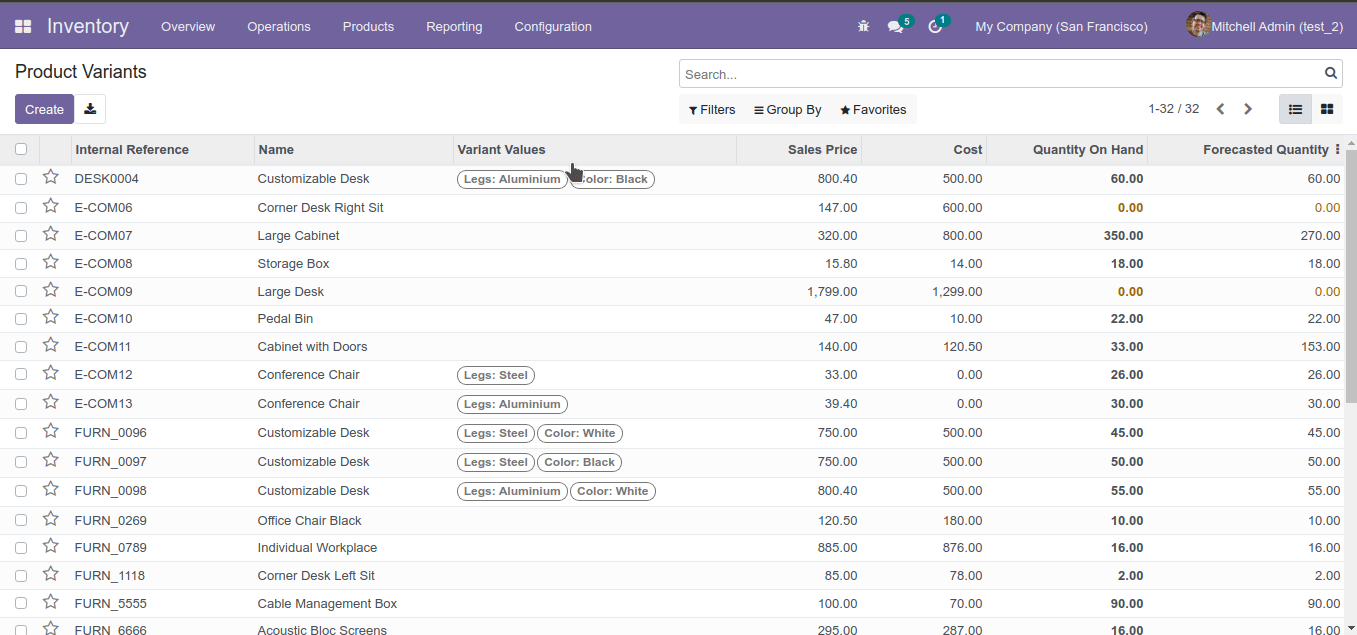 Inventory Overview Operations Products Reporting Configuration 5 1 My Company (San Francisco) Mitchell Admin (test_2)
Product Variants
Search...
Create Filters Group By Favorites 1-32 / 32
Internal Reference Name Variant Values Sales Price Cost Quantity On Hand Forecasted Quantity
DESK0004 Customizable Desk Legs: Aluminium Color: Black 800.40 500.00 60.00 60.00
E-COM06 Corner Desk Right Sit 147.00 600.00 0.00 0.00
E-COM07 Large Cabinet 320.00 800.00 350.00 270.00
E-COM08 Storage Box 15.80 14.00 18.00 18.00
E-COM09 Large Desk 1,799.00 1,299.00 0.00 0.00
E-COM10 Pedal Bin 47.00 10.00 22.00 22.00
E-COM11 Cabinet with Doors 140.00 120.50 33.00 153.00
E-COM12 Conference Chair Legs: Steel 33.00 0.00 26.00 26.00
E-COM13 Conference Chair Legs: Aluminium 39.40 0.00 30.00 30.00
FURN_0096 Customizable Desk Legs: Steel Color: White 750.00 500.00 45.00 45.00
FURN_0097 Customizable Desk Legs: Steel Color: Black 750.00 500.00 50.00 50.00
FURN_0098 Customizable Desk Legs: Aluminium Color: White 800.40 500.00 55.00 55.00
FURN_0269 Office Chair Black 120.50 180.00 10.00 10.00
FURN_0789 Individual Workplace 885.00 876.00 16.00 16.00
FURN_1118 Corner Desk Left Sit 85.00 78.00 2.00 2.00
FURN_5555 Cable Management Box 100.00 70.00 90.00 90.00
FURN_6666 Acoustic Bloc Screens 295.00 287.00 16.00 16.00